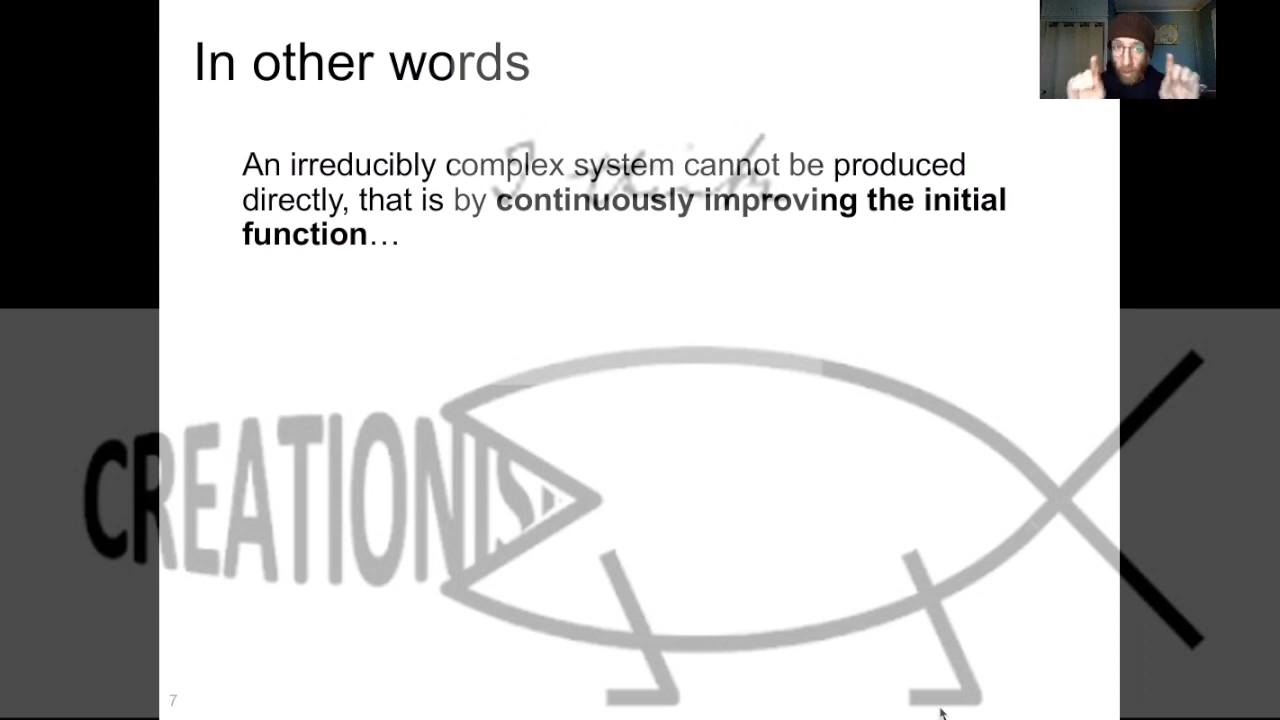 In other words
I think
An irreducibly complex system cannot be produced
directly, that is by continuously improving the initial
function…
CREATIONISM
7